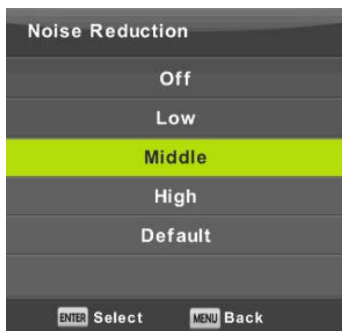 Noise Reduction
Off
Low
Middle
High
Default
ENTER Select MENU Back